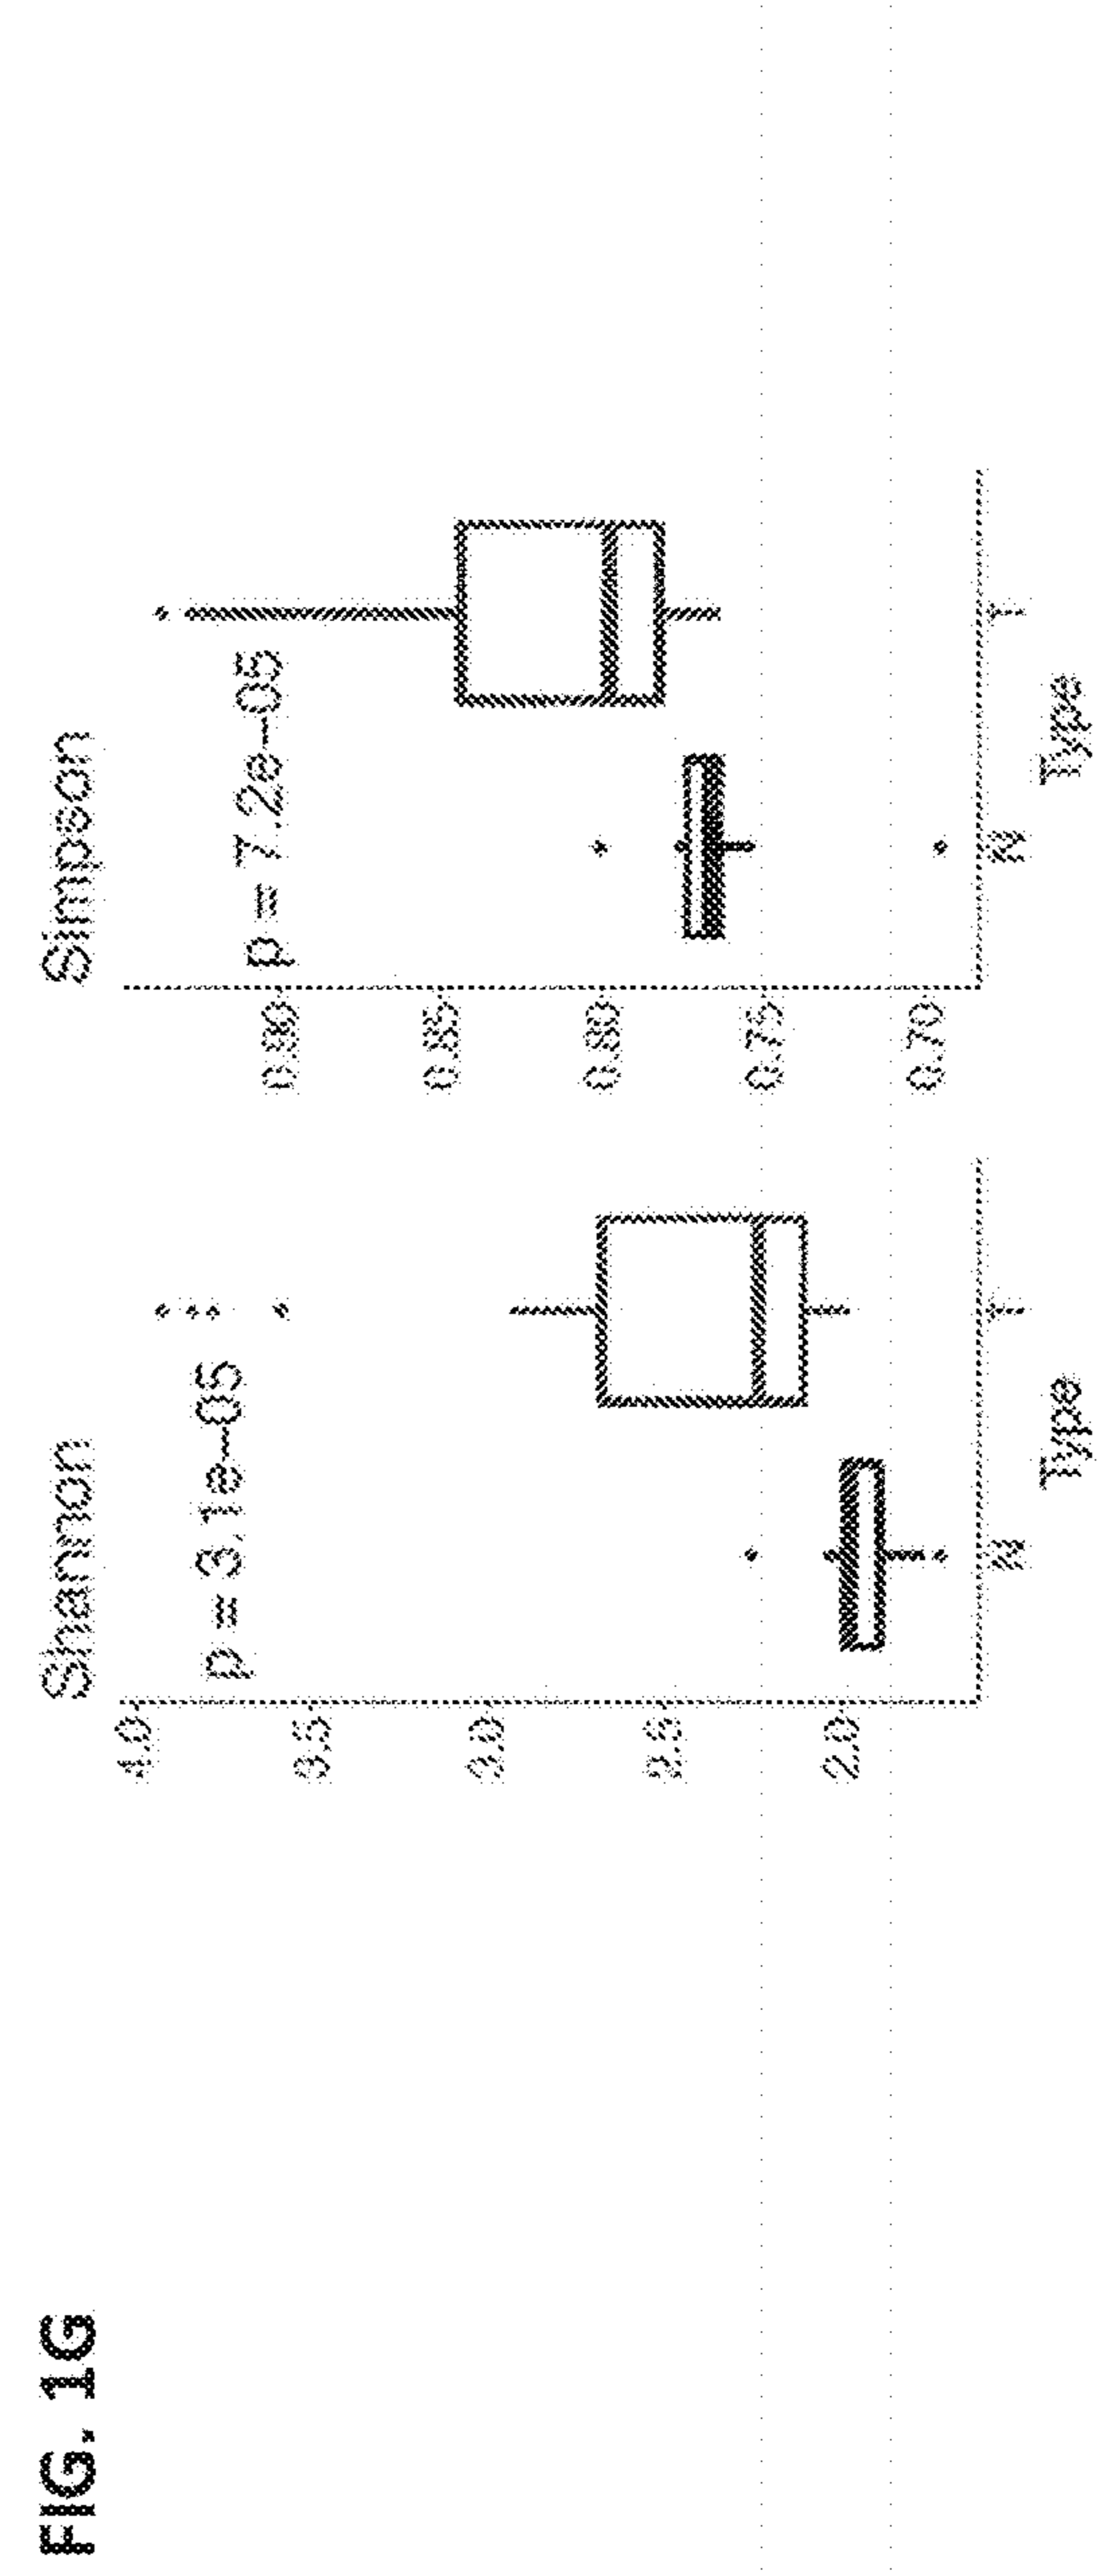 FIG. 1G
Shannon
p = 3.1e–05
4.0
3.5
3.0
2.5
2.0
N
T
Type
Simpson
p = 7.2e–05
0.90
0.85
0.80
0.75
0.70
N
T
Type